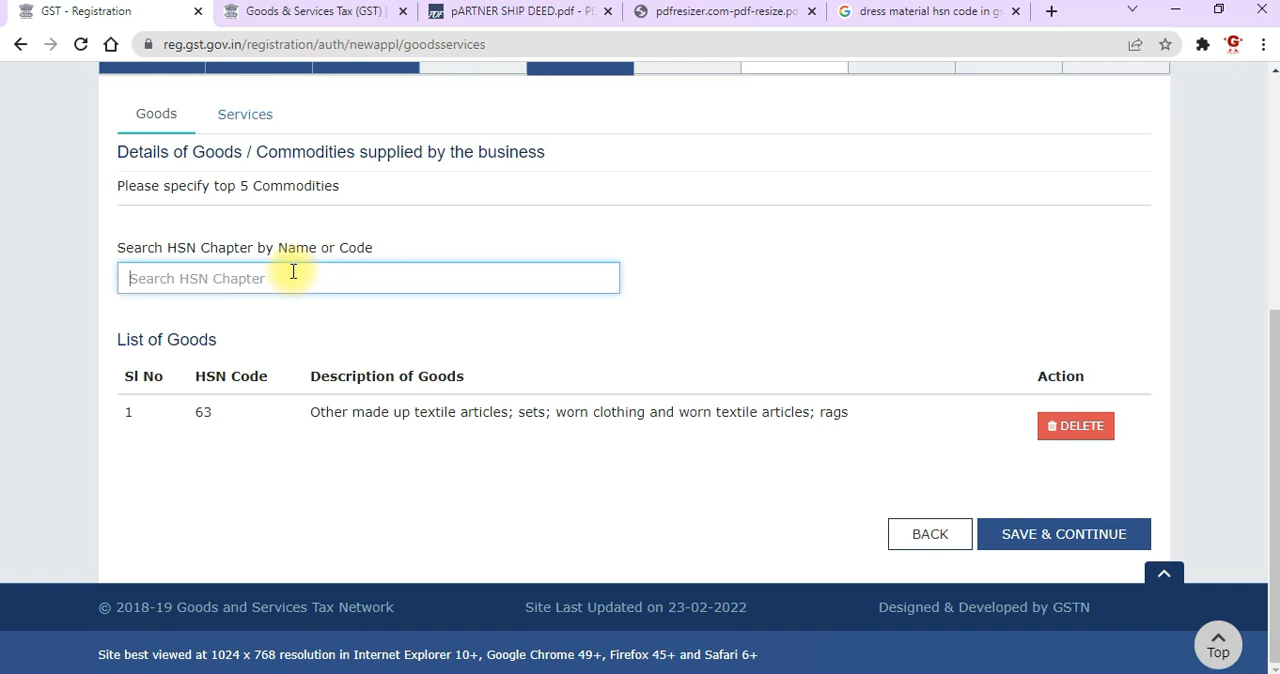 GST - Registration
Goods & Services Tax (GST) |
pARTNER SHIP DEED.pdf - PD
pdfresizer.com-pdf-resize.pd
dress material hsn code in gs
reg.gst.gov.in/registration/auth/newappl/goodsservices
Goods Services
Details of Goods / Commodities supplied by the business
Please specify top 5 Commodities
Search HSN Chapter by Name or Code
Search HSN Chapter
List of Goods
Sl No HSN Code Description of Goods Action
1 63 Other made up textile articles; sets; worn clothing and worn textile articles; rags DELETE
BACK SAVE & CONTINUE
© 2018-19 Goods and Services Tax Network Site Last Updated on 23-02-2022 Designed & Developed by GSTN
Site best viewed at 1024 x 768 resolution in Internet Explorer 10+, Google Chrome 49+, Firefox 45+ and Safari 6+
Top